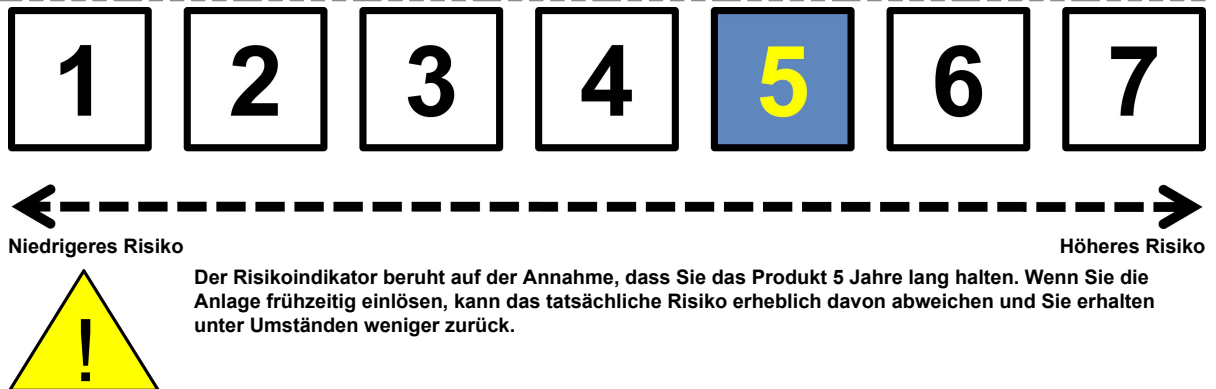 1 2 3 4 5 6 7
Niedrigeres Risiko Höheres Risiko
Der Risikoindikator beruht auf der Annahme, dass Sie das Produkt 5 Jahre lang halten. Wenn Sie die
Anlage frühzeitig einlösen, kann das tatsächliche Risiko erheblich davon abweichen und Sie erhalten
unter Umständen weniger zurück.
!